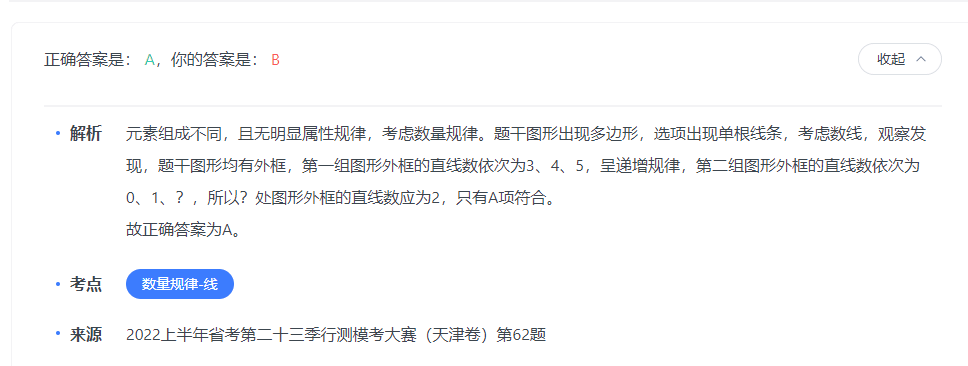 正确答案是： A，你的答案是： B
收起
解析
元素组成不同，且无明显属性规律，考虑数量规律。题干图形出现多边形，选项出现单根线条，考虑数线，观察发
现，题干图形均有外框，第一组图形外框的直线数依次为3、4、5，呈递增规律，第二组图形外框的直线数依次为
0、1、？，所以？处图形外框的直线数应为2，只有A项符合。
故正确答案为A。
考点
数量规律-线
来源
2022上半年省考第二十三季行测模考大赛（天津卷）第62题